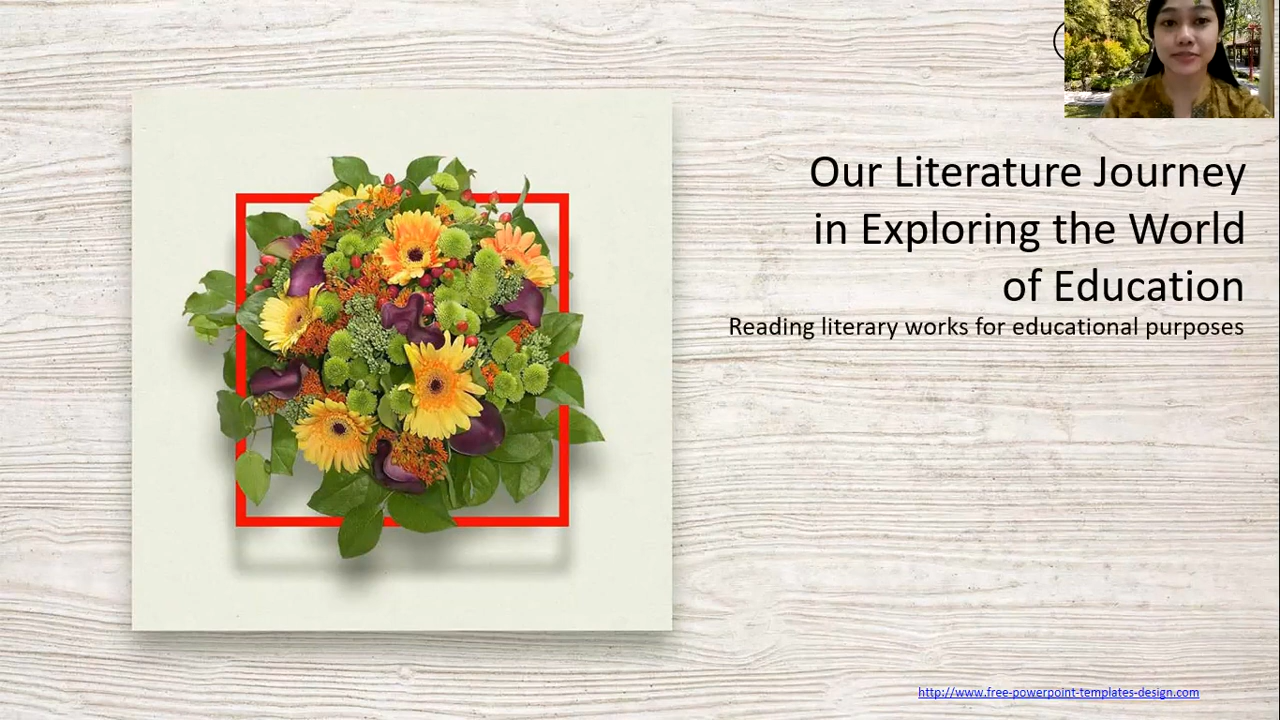 Our Literature Journey
in Exploring the World
of Education
Reading literary works for educational purposes
http://www.free-powerpoint-templates-design.com